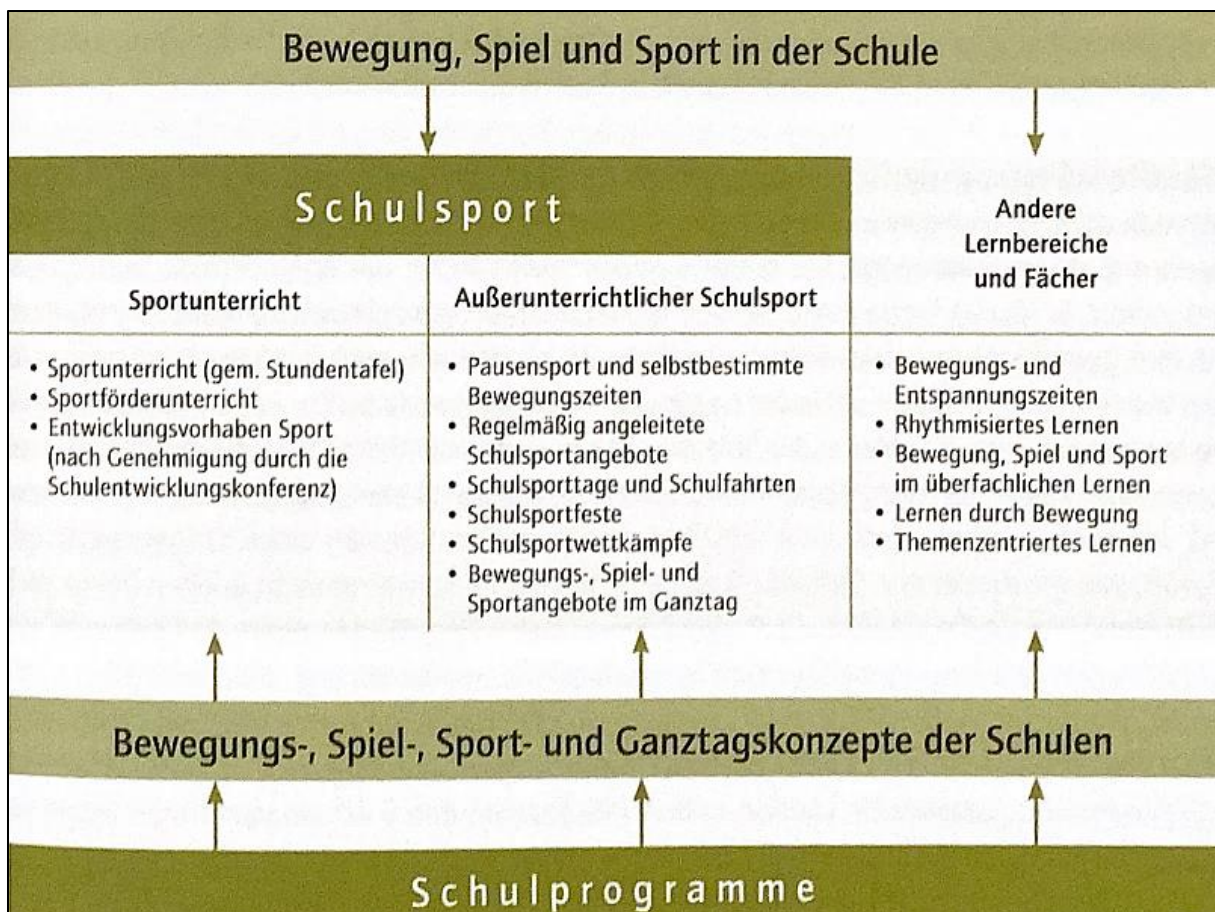 Bewegung, Spiel und Sport in der Schule
Schulsport
Sportunterricht
• Sportunterricht (gem. Stundentafel)
• Sportförderunterricht
• Entwicklungsvorhaben Sport
(nach Genehmigung durch die
Schulentwicklungskonferenz)
Außerunterrichtlicher Schulsport
• Pausensport und selbstbestimmte
Bewegungszeiten
• Regelmäßig angeleitete
Schulsportangebote
• Schulsporttage und Schulfahrten
• Schulsportfeste
• Schulsportwettkämpfe
• Bewegungs-, Spiel- und
Sportangebote im Ganztag
Andere
Lernbereiche
und Fächer
• Bewegungs- und
Entspannungszeiten
• Rhythmisiertes Lernen
• Bewegung, Spiel und Sport
im überfachlichen Lernen
• Lernen durch Bewegung
• Themenzentriertes Lernen
Bewegungs-, Spiel-, Sport- und Ganztagskonzepte der Schulen
Schulprogramme